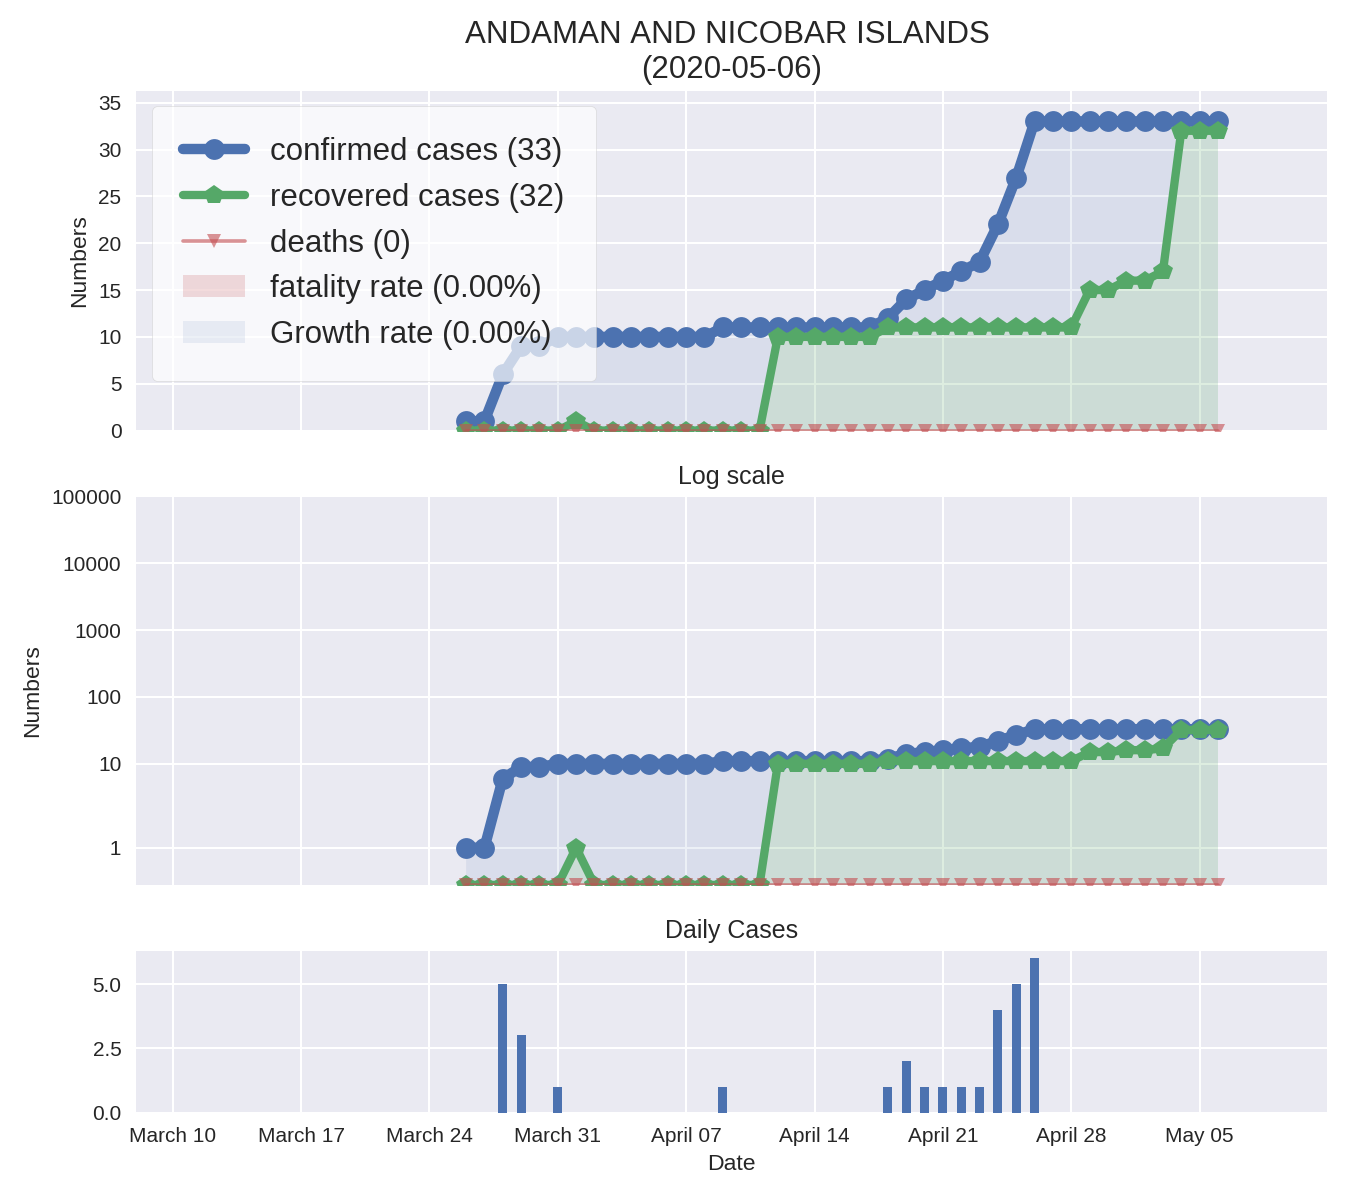 ANDAMAN AND NICOBAR ISLANDS
(2020-05-06)
35
30
25
20
15
10
5
0
Numbers
confirmed cases (33)
recovered cases (32)
deaths (0)
fatality rate (0.00%)
Growth rate (0.00%)
Log scale
100000
10000
1000
100
10
1
Numbers
Daily Cases
5.0
2.5
0.0
March 10 March 17 March 24 March 31 April 07 April 14 April 21 April 28 May 05
Date